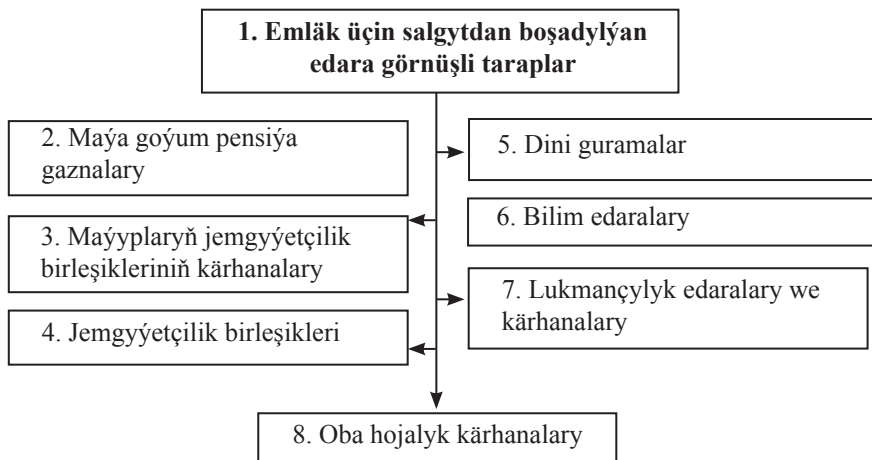 1. Emläk üçin salgytdan boşadylýan
edara görnüşli taraplar
2. Maýa goýum pensiýa
gaznalary
3. Maýyplaryň jemgyýetçilik
birleşikleriniň kärhanalary
4. Jemgyýetçilik birleşikleri
5. Dini guramalar
6. Bilim edaralary
7. Lukmançylyk edaralary we
kärhanalary
8. Oba hojalyk kärhanalary